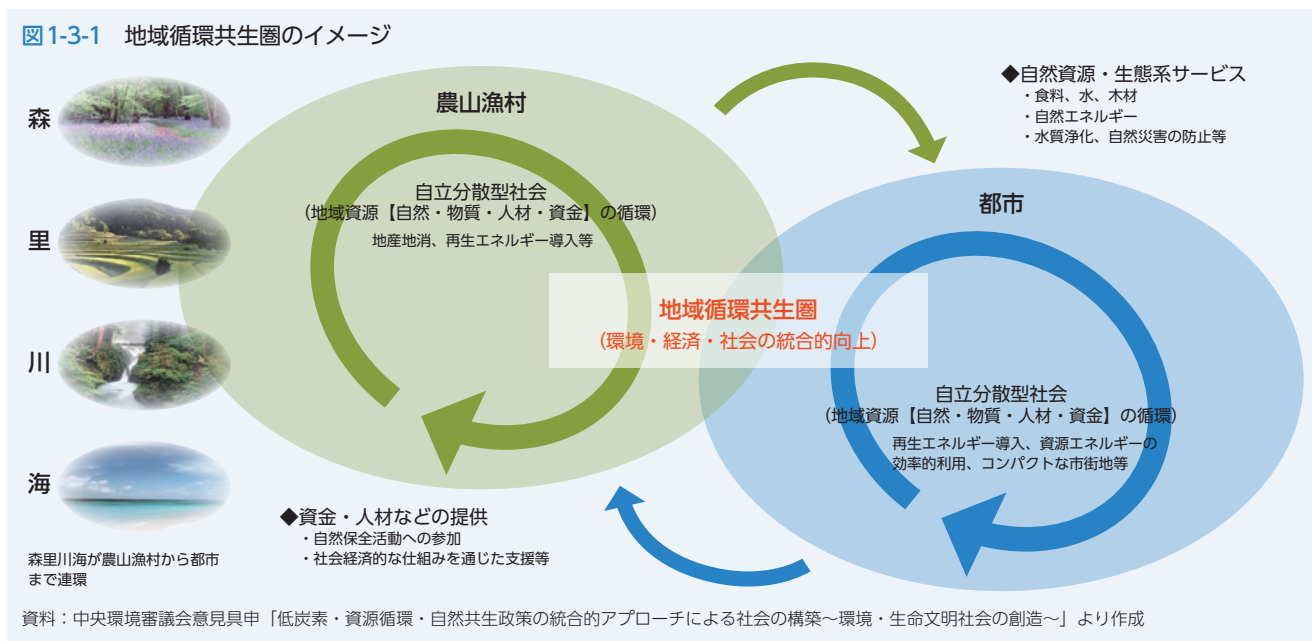 図1-3-1 地域循環共生圏のイメージ
森
里
川
海
森里川海が農山漁村から都市
まで連環
農山漁村
自立分散型社会
(地域資源【自然・物質・人材・資金】の循環)
地産地消、再生エネルギー導入等
◆自然資源・生態系サービス
・食料、水、木材
・自然エネルギー
・水質浄化、自然災害の防止等
地域循環共生圏
(環境・経済・社会の統合的向上)
都市
自立分散型社会
(地域資源【自然・物質・人材・資金】の循環)
再生エネルギー導入、資源エネルギーの
効率的利用、コンパクトな市街地等
◆資金・人材などの提供
・自然保全活動への参加
・社会経済的な仕組みを通じた支援等
資料:中央環境審議会意見具申「低炭素・資源循環・自然共生政策の統合的アプローチによる社会の構築~環境・生命文明社会の創造~」より作成